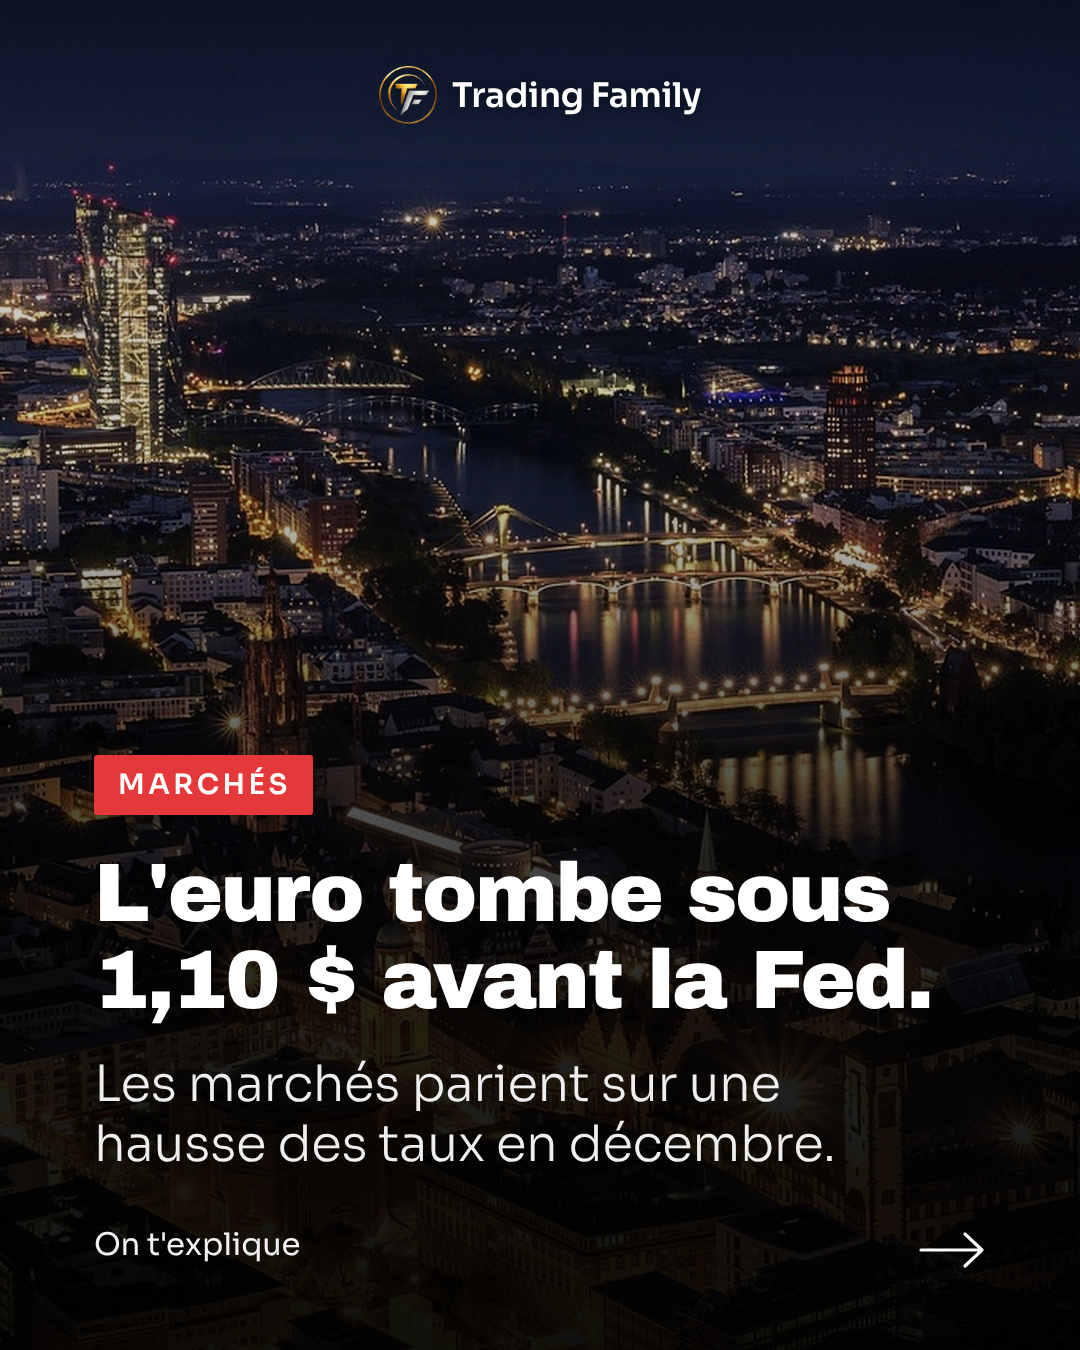 TF Trading Family
MARCHÉS
L'euro tombe sous
1,10 $ avant la Fed.
Les marchés parient sur une
hausse des taux en décembre.
On t'explique